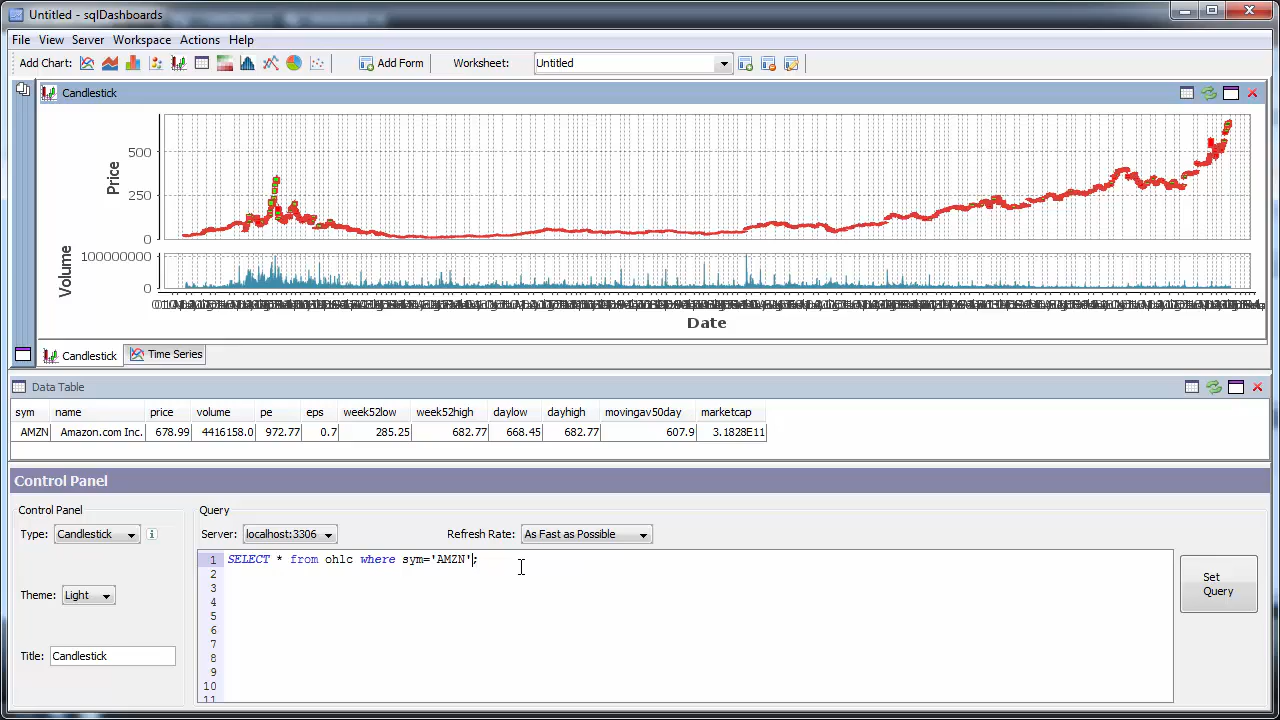 Untitled - sqlDashboards
File View Server Workspace Actions Help
Add Chart: Add Form Worksheet: Untitled
Candlestick
Price
500
250
0
Volume
100000000
0
Date
Candlestick Time Series
Data Table
sym name price volume pe eps week52low week52high daylow dayhigh movingav50day marketcap
AMZN Amazon.com Inc. 678.99 4416158.0 972.77 0.7 285.25 682.77 668.45 682.77 607.9 3.1828E11
Control Panel
Control Panel Query
Type: Candlestick Server: localhost:3306 Refresh Rate: As Fast as Possible
1 SELECT * from ohlc where sym='AMZN';
2
3
4
5
6
7
8
9
10
11
Theme: Light
Title: Candlestick
Set
Query